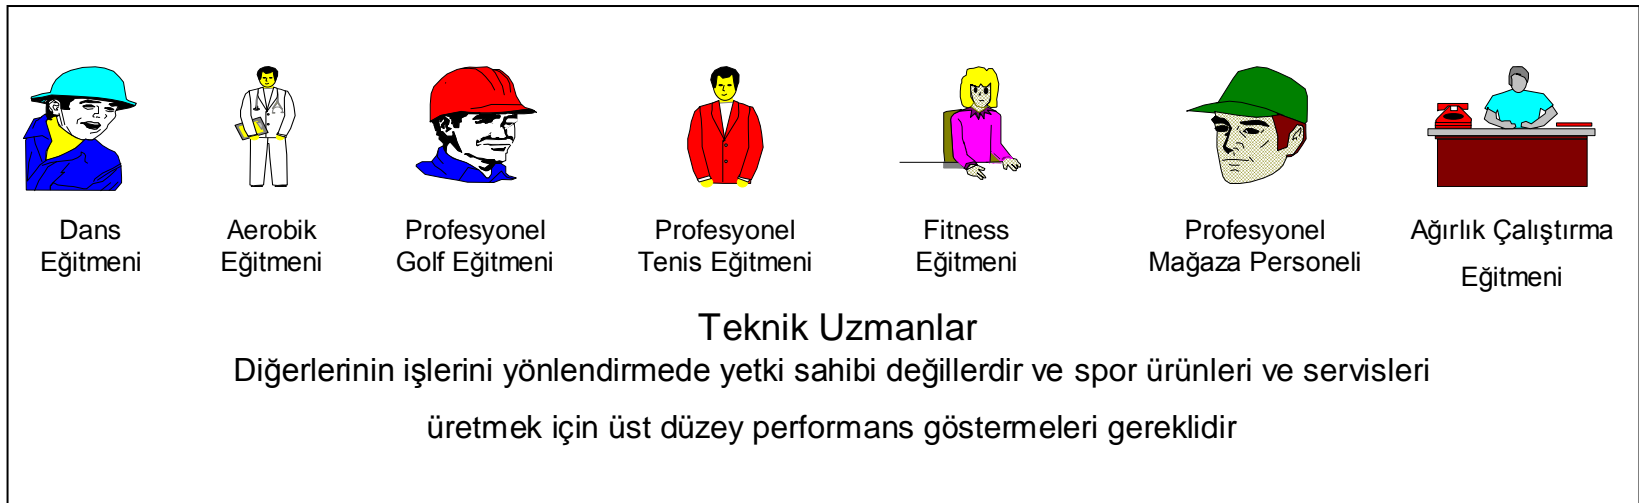 Dans
Eğitmeni
Aerobik
Eğitmeni
Profesyonel
Golf Eğitmeni
Profesyonel
Tenis Eğitmeni
Fitness
Eğitmeni
Profesyonel
Mağaza Personeli
Ağırlık Çalıştırma
Eğitmeni
Teknik Uzmanlar
Diğerlerinin işlerini yönlendirmede yetki sahibi değillerdir ve spor ürünleri ve servisleri
üretmek için üst düzey performans göstermeleri gereklidir